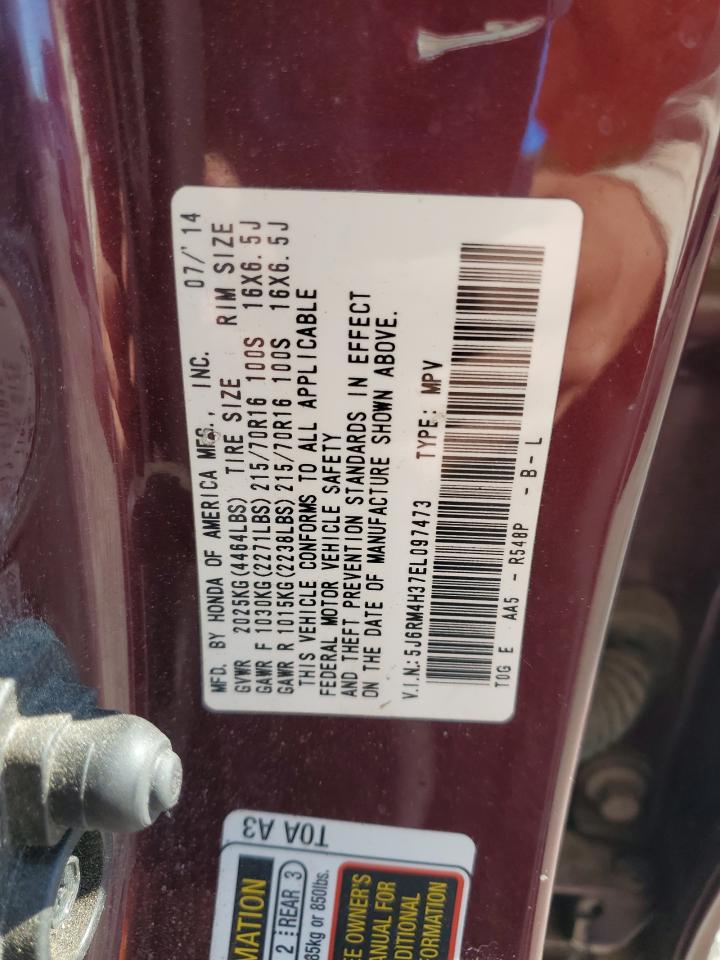 MFD. BY HONDA OF AMERICA MFG., INC. 07/'14
GVWR 2025KG(4464LBS) TIRE SIZE RIM SIZE
GAWR F 1030KG(2271LBS) 215/70R16 100S 16X6.5J
GAWR R 1015KG(2238LBS) 215/70R16 100S 16X6.5J
THIS VEHICLE CONFORMS TO ALL APPLICABLE
FEDERAL MOTOR VEHICLE SAFETY
AND THEFT PREVENTION STANDARDS IN EFFECT
ON THE DATE OF MANUFACTURE SHOWN ABOVE.
V.I.N.: 5J6RM4H37EL097473 TYPE: MPV
T0G E AA5 - R548P - B - L
T0A A3
MATION
2 REAR 3
85kg or 850lbs.
EE OWNER'S
ANUAL FOR
DITIONAL
FORMATION